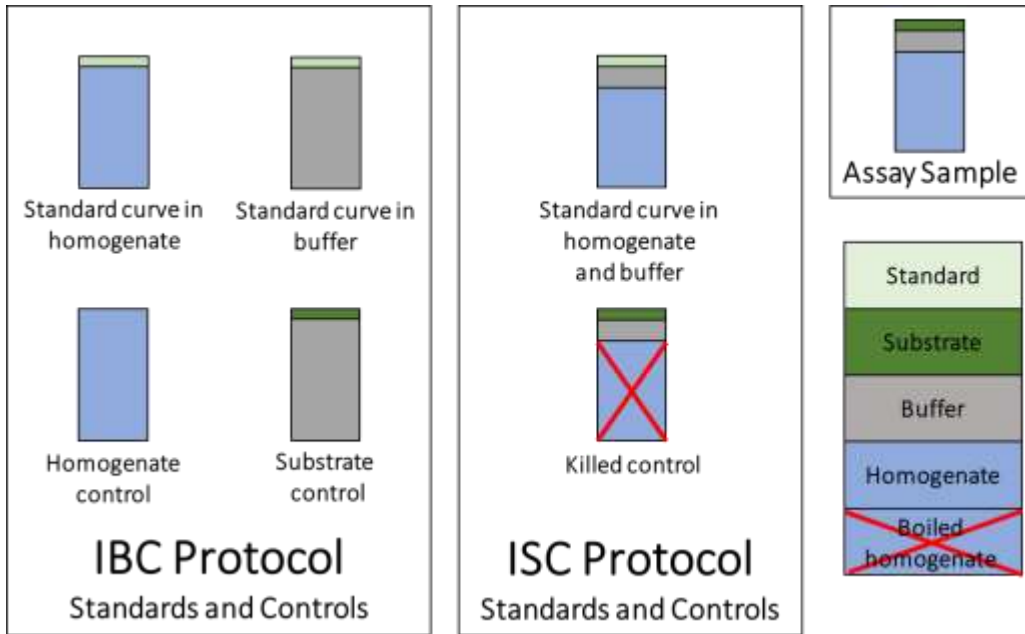 Standard curve in
homogenate
Standard curve in
buffer
Homogenate
control
Substrate
control
IBC Protocol
Standards and Controls
Standard curve in
homogenate
and buffer
Killed control
ISC Protocol
Standards and Controls
Assay Sample
Standard
Substrate
Buffer
Homogenate
Boiled
homogenate